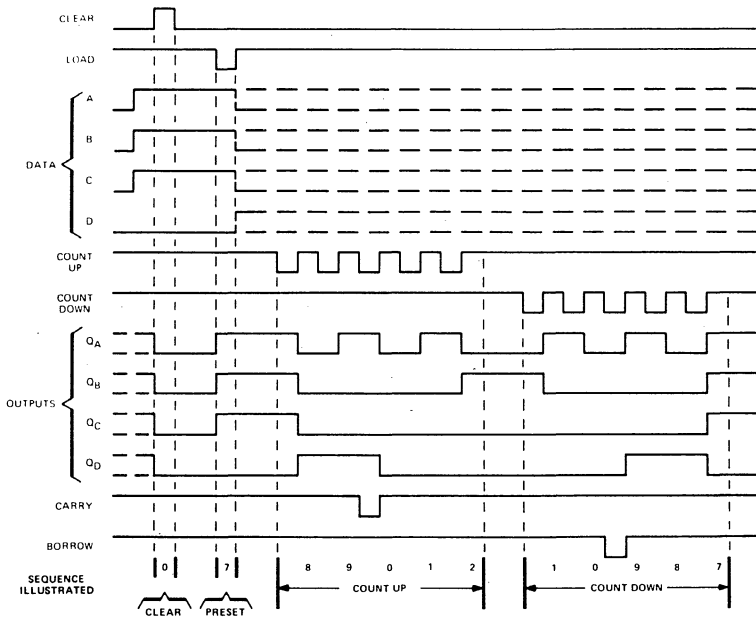 CLEAR
LOAD
A
B
DATA
C
D
COUNT
UP
COUNT
DOWN
QA
QB
OUTPUTS
QC
QD
CARRY
BORROW
SEQUENCE
ILLUSTRATED
0 7 8 9 0 1 2 1 0 9 8 7
COUNT UP COUNT DOWN
CLEAR PRESET